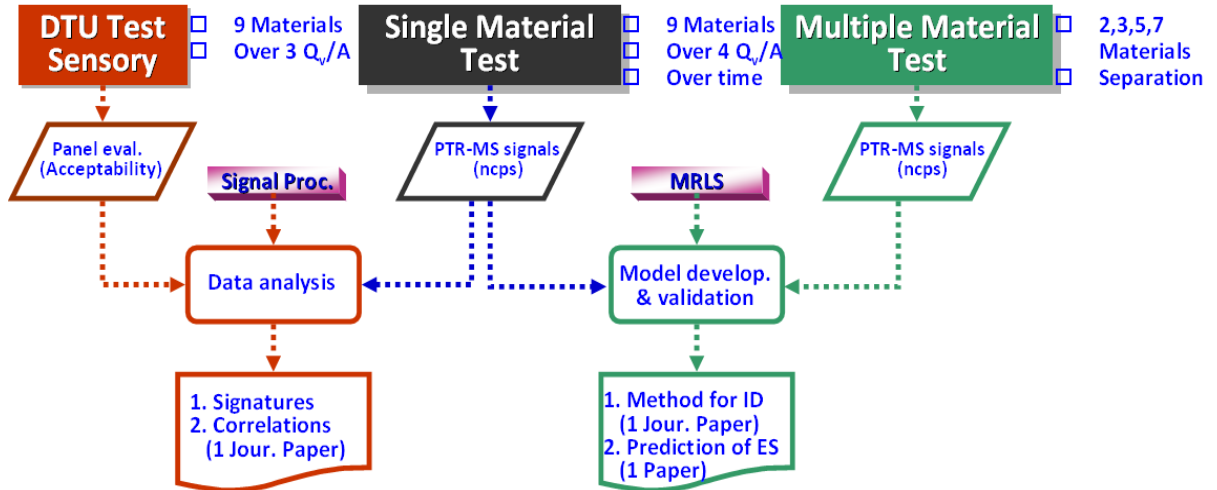 DTU Test
Sensory
9 Materials
Over 3 Qv/A
Single Material
Test
9 Materials
Over 4 Qv/A
Over time
Multiple Material
Test
2,3,5,7
Materials
Separation
Panel eval.
(Acceptability)
Signal Proc.
PTR-MS signals
(ncps)
MRLS
PTR-MS signals
(ncps)
Data analysis
Model develop.
& validation
1. Signatures
2. Correlations
(1 Jour. Paper)
1. Method for ID
(1 Jour. Paper)
2. Prediction of ES
(1 Paper)